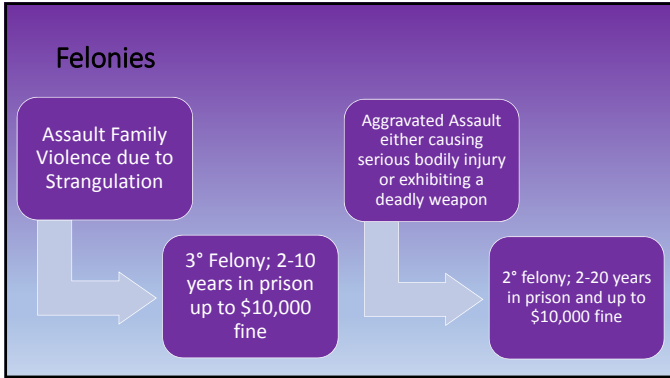 Felonies
Assault Family
Violence due to
Strangulation
3° Felony; 2-10
years in prison
up to $10,000
fine
Aggravated Assault
either causing
serious bodily injury
or exhibiting a
deadly weapon
2° felony; 2-20 years
in prison and up to
$10,000 fine